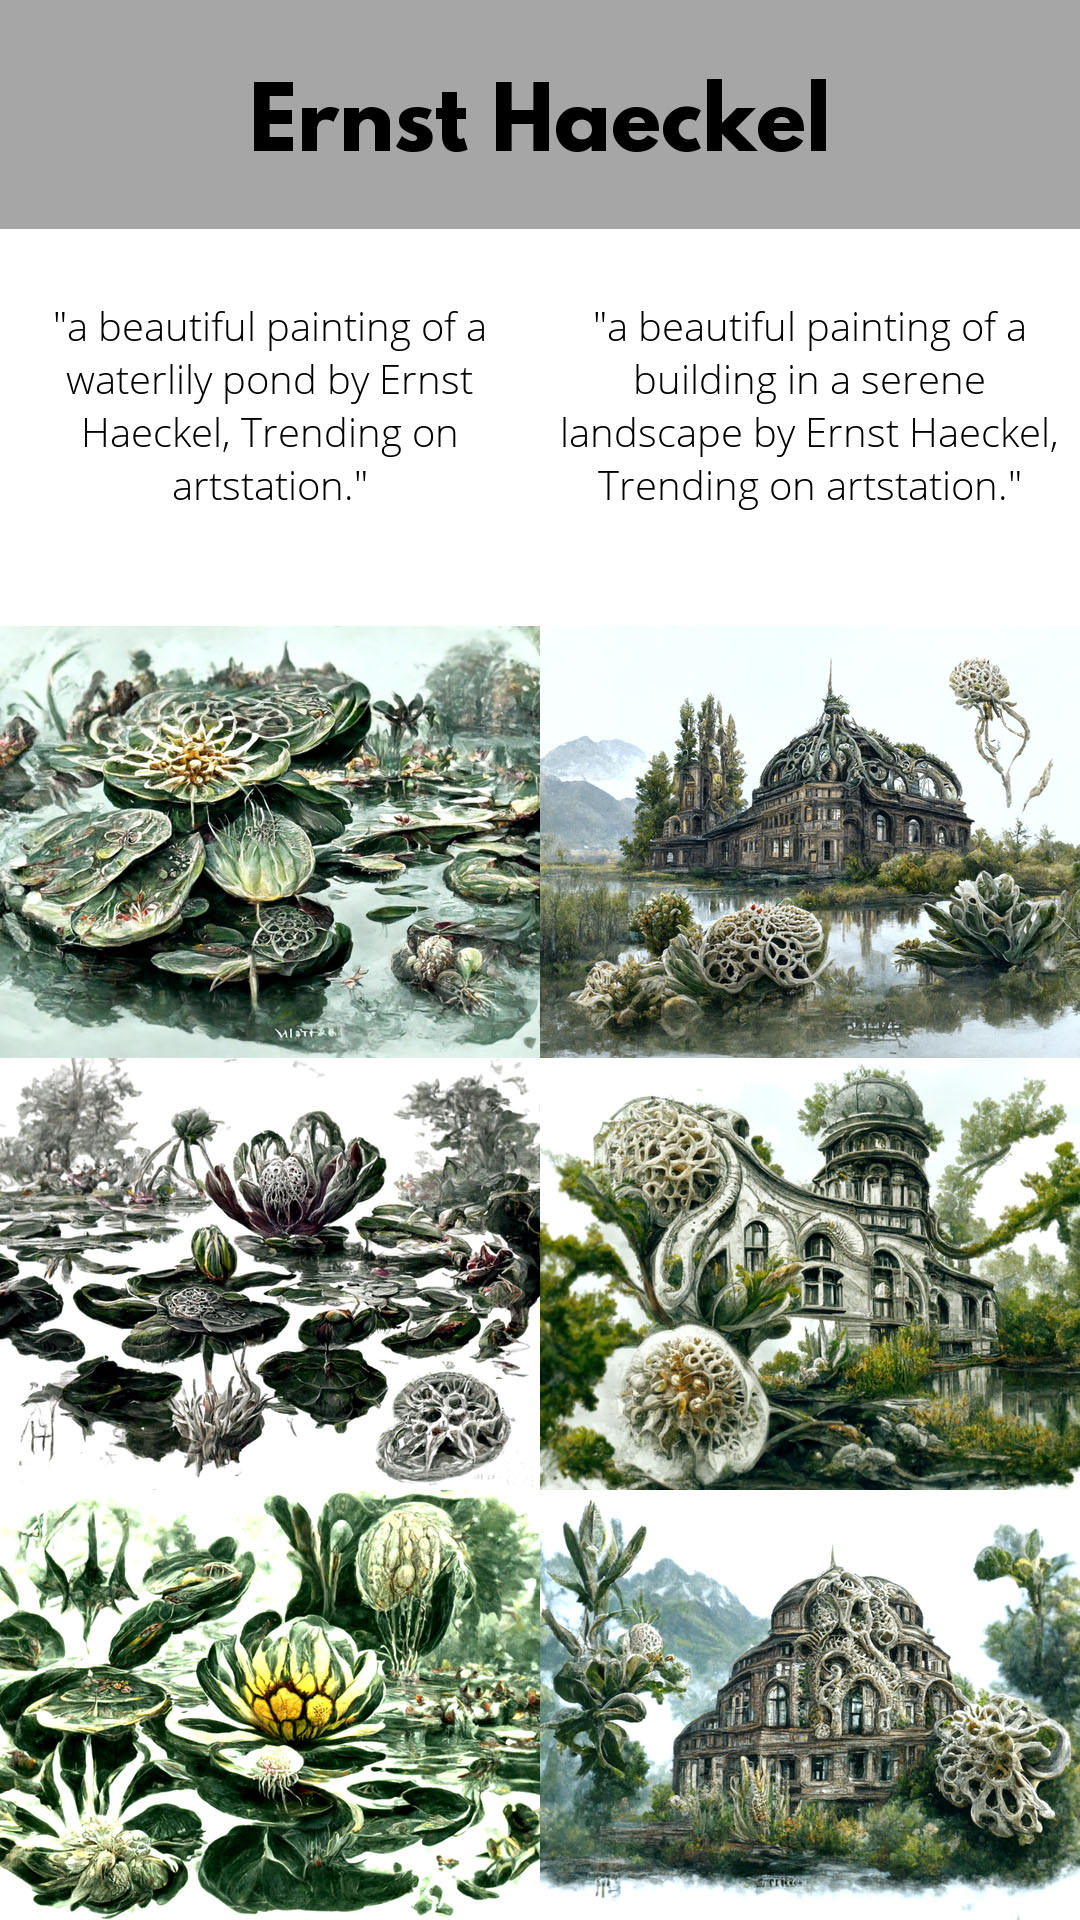 Ernst Haeckel
"a beautiful painting of a
waterlily pond by Ernst
Haeckel, Trending on
artstation."
"a beautiful painting of a
building in a serene
landscape by Ernst Haeckel,
Trending on artstation."